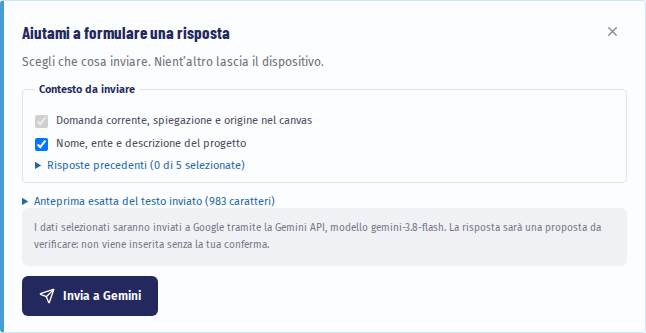 Aiutami a formulare una risposta
Scegli che cosa inviare. Nient'altro lascia il dispositivo.
Contesto da inviare
Domanda corrente, spiegazione e origine nel canvas
Nome, ente e descrizione del progetto
Risposte precedenti (0 di 5 selezionate)
Anteprima esatta del testo inviato (983 caratteri)
I dati selezionati saranno inviati a Google tramite la Gemini API, modello gemini-3.8-flash. La risposta sarà una proposta da
verificare: non viene inserita senza la tua conferma.
Invia a Gemini